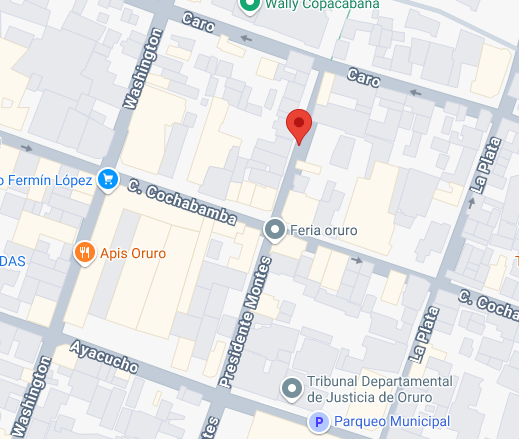 Wally Copacabana
Caro
Washington
Caro
La Plata
o Fermín López
C. Cochabamba
Feria oruro
Apis Oruro
DAS
T
C. Cocha
Presidente Montes
La Plata
Ayacucho
Washington
Tribunal Departamental
de Justicia de Oruro
P
Parqueo Municipal
tes